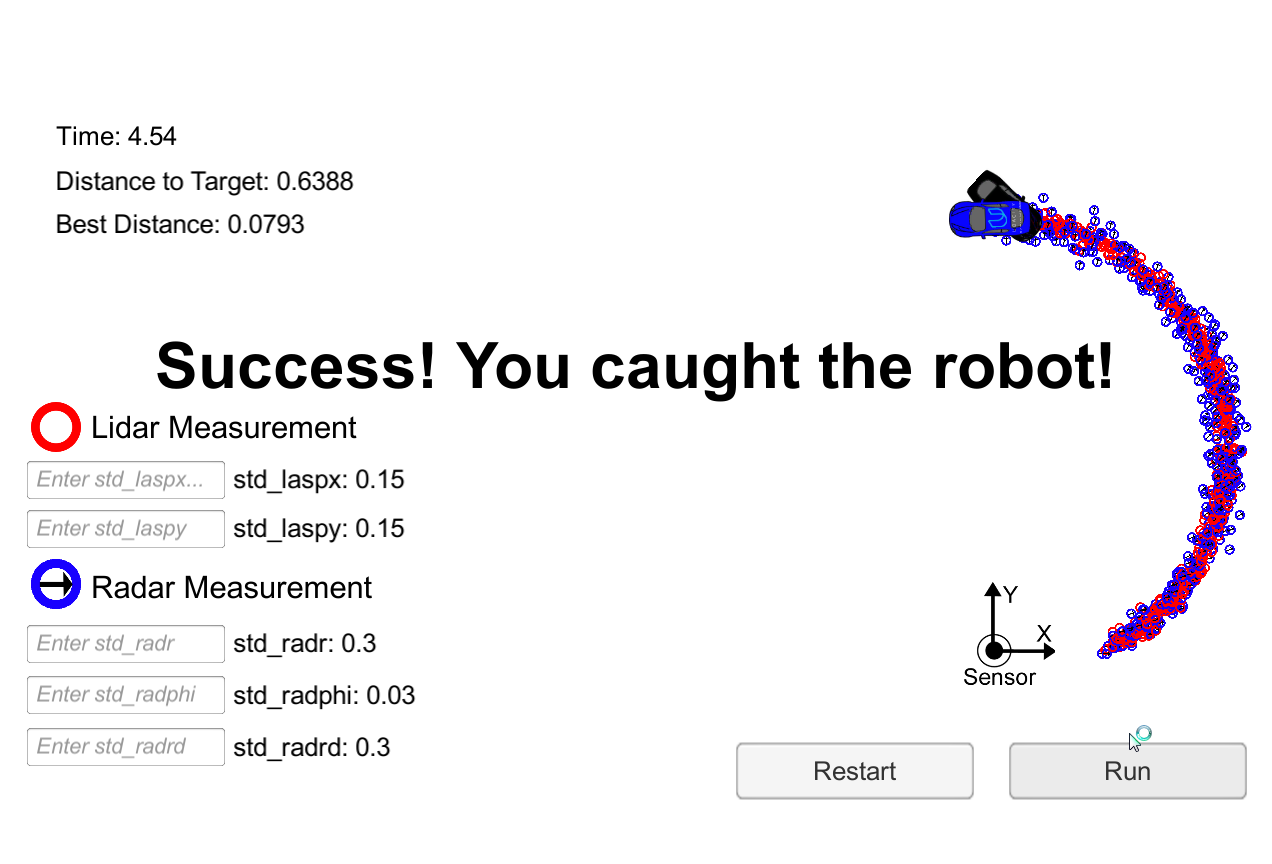 Time: 4.54
Distance to Target: 0.6388
Best Distance: 0.0793
Success! You caught the robot!
Lidar Measurement
Enter std_laspx... std_laspx: 0.15
Enter std_laspy std_laspy: 0.15
Radar Measurement
Enter std_radr std_radr: 0.3
Enter std_radphi std_radphi: 0.03
Enter std_radrd std_radrd: 0.3
Y
X
Sensor
Restart
Run